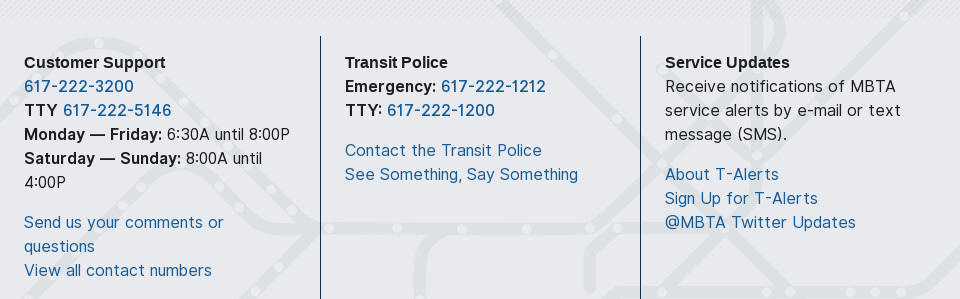 Customer Support
617-222-3200
TTY 617-222-5146
Monday — Friday: 6:30A until 8:00P
Saturday — Sunday: 8:00A until
4:00P
Send us your comments or
questions
View all contact numbers
Transit Police
Emergency: 617-222-1212
TTY: 617-222-1200
Contact the Transit Police
See Something, Say Something
Service Updates
Receive notifications of MBTA
service alerts by e-mail or text
message (SMS).
About T-Alerts
Sign Up for T-Alerts
@MBTA Twitter Updates